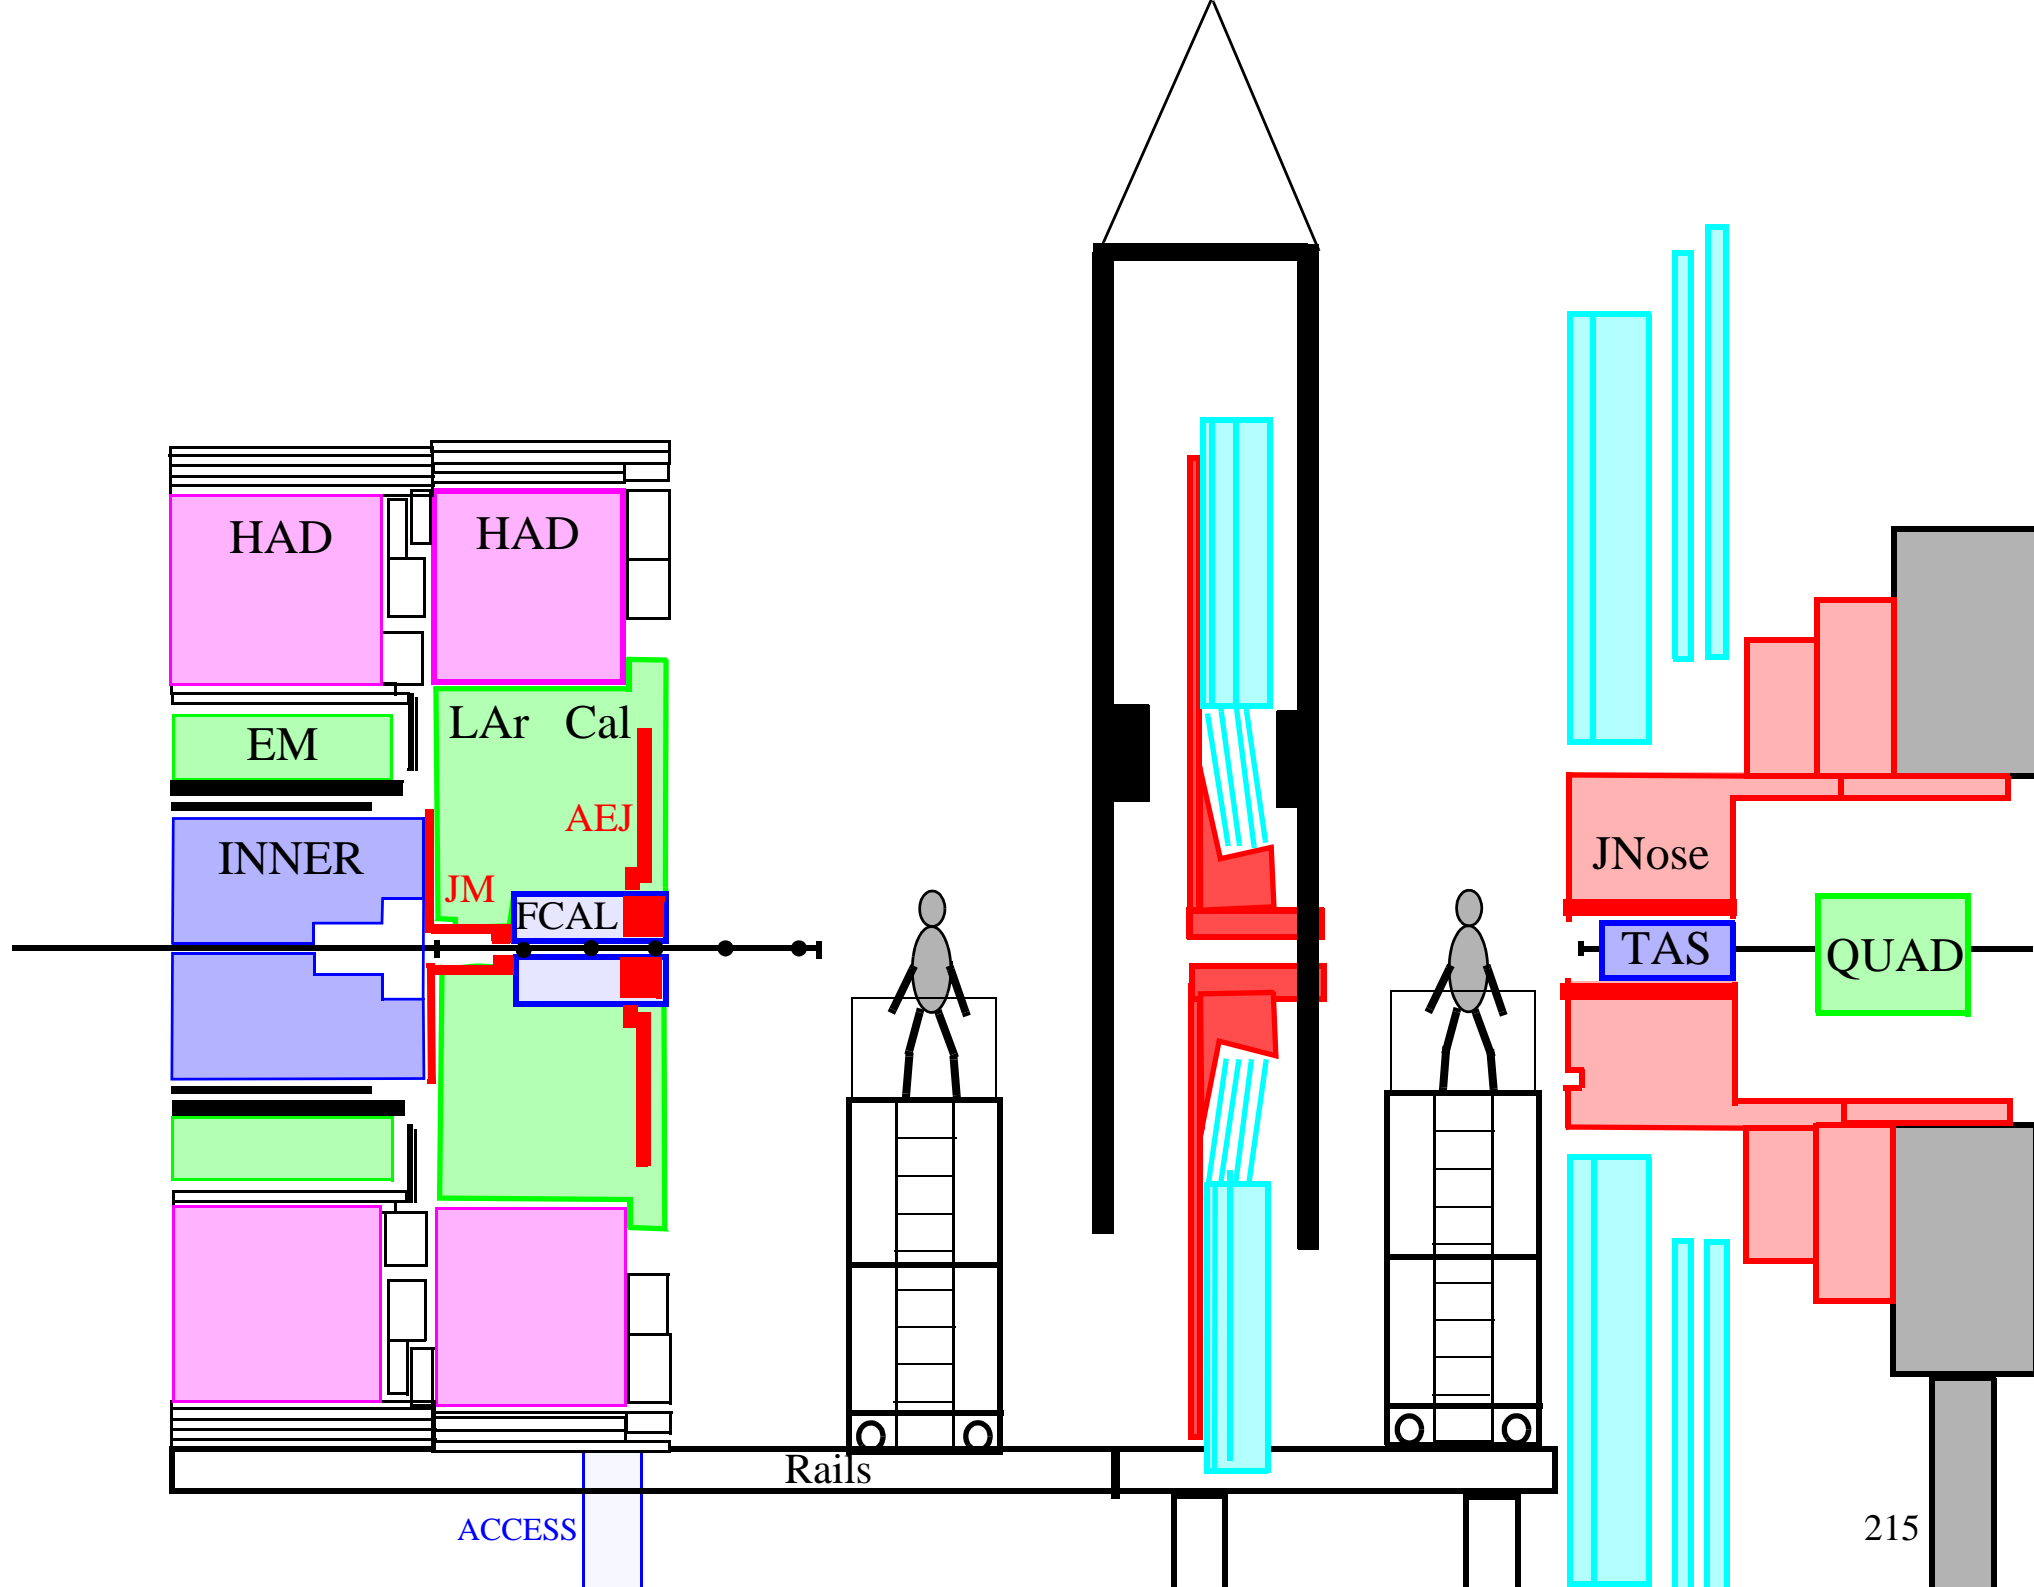 HAD HAD
LAr Cal
EM
AEJ
INNER
JNose
JM
FCAL
TAS
QUAD
Rails
ACCESS
215